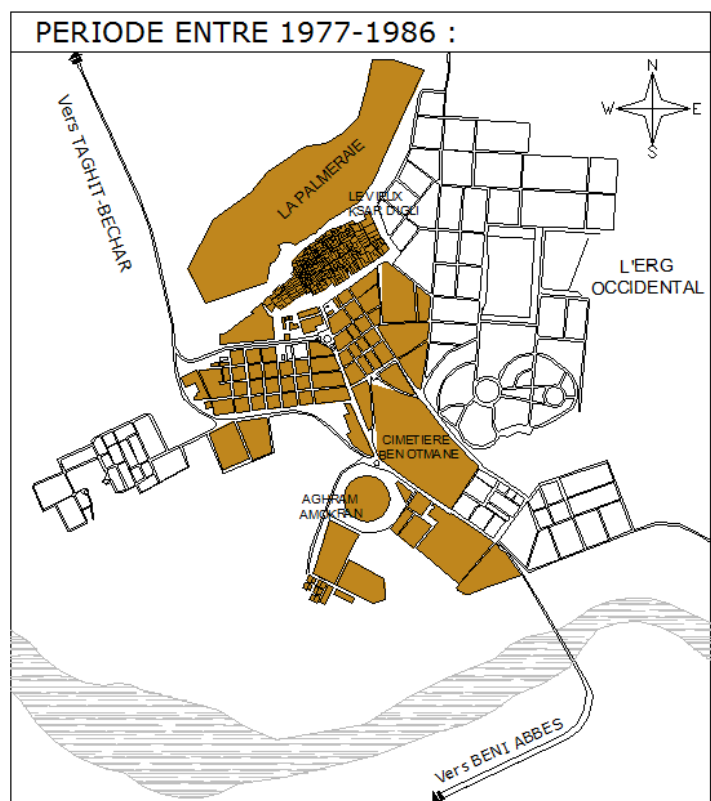 PERIODE ENTRE 1977-1986 :
N
W
E
S
Vers TAGHIT-BECHAR
LA PALMERAIE
LE VIEUX
KSAR D'IGLI
L'ERG
OCCIDENTAL
CIMETIERE
BEN OTMANE
AGHRAM
AMOKRAN
Vers BENI ABBES